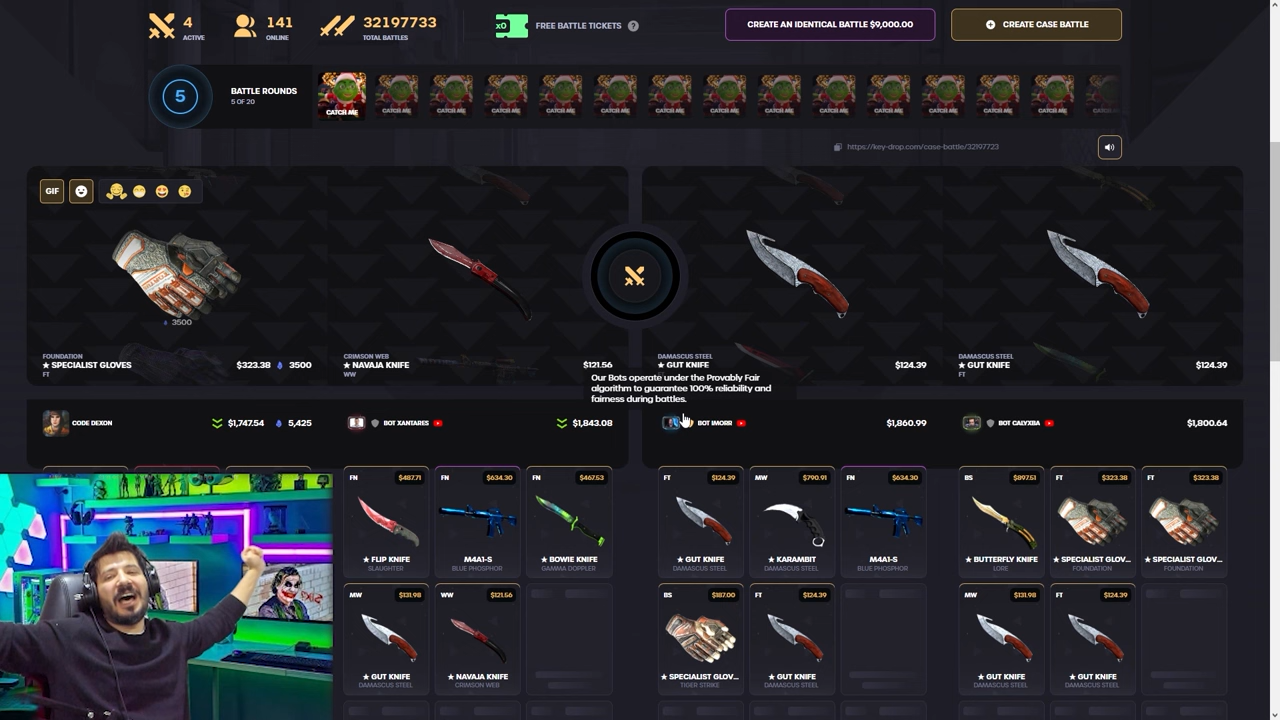 4
ACTIVE
141
ONLINE
32197733
TOTAL BATTLES
x0
FREE BATTLE TICKETS ?
CREATE AN IDENTICAL BATTLE $9,000.00
CREATE CASE BATTLE
5
BATTLE ROUNDS
5 OF 20
CATCH ME
CATCH ME
CATCH ME
CATCH ME
CATCH ME
CATCH ME
CATCH ME
CATCH ME
CATCH ME
CATCH ME
CATCH ME
CATCH ME
CATCH ME
CATCH ME
CATCH
https://key-drop.com/case-battle/32197723
GIF
3500
FOUNDATION
★ SPECIALIST GLOVES $323.38 3500
FT
CRIMSON WEB
★ NAVAJA KNIFE $121.56
WW
DAMASCUS STEEL
★ GUT KNIFE $124.39
DAMASCUS STEEL
★ GUT KNIFE $124.39
FT
Our Bots operate under the Provably Fair
algorithm to guarantee 100% reliability and
fairness during battles.
CODE DEXON $1,747.54 5,425
BOT XANTARES $1,843.08
BOT IMORR $1,860.99
BOT CALYXBA $1,800.64
FN $487.71
★ FLIP KNIFE
SLAUGHTER
FN $634.30
M4A1-S
BLUE PHOSPHOR
FN $467.53
★ BOWIE KNIFE
GAMMA DOPPLER
FT $124.39
★ GUT KNIFE
DAMASCUS STEEL
MW $790.91
★ KARAMBIT
DAMASCUS STEEL
FN $634.30
M4A1-S
BLUE PHOSPHOR
BS $897.51
★ BUTTERFLY KNIFE
LORE
FT $323.38
★ SPECIALIST GLOV...
FOUNDATION
FT $323.38
★ SPECIALIST GLOV...
FOUNDATION
MW $131.98
★ GUT KNIFE
DAMASCUS STEEL
WW $121.56
★ NAVAJA KNIFE
CRIMSON WEB
BS $187.00
★ SPECIALIST GLOV...
TIGER STRIKE
FT $124.39
★ GUT KNIFE
DAMASCUS STEEL
MW $131.98
★ GUT KNIFE
DAMASCUS STEEL
FT $124.39
★ GUT KNIFE
DAMASCUS STEEL